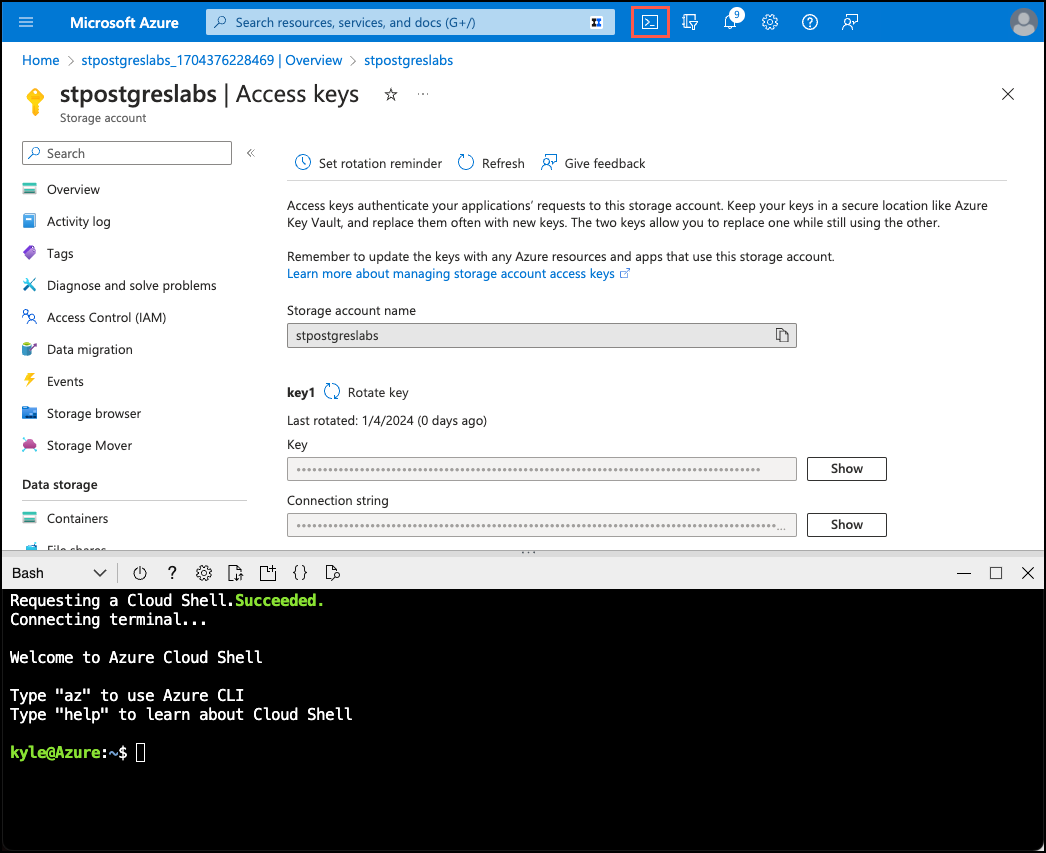 Microsoft Azure
Search resources, services, and docs (G+/)
9
Home > stpostgreslabs_1704376228469 | Overview > stpostgreslabs
stpostgreslabs | Access keys
Storage account
Search
Overview
Activity log
Tags
Diagnose and solve problems
Access Control (IAM)
Data migration
Events
Storage browser
Storage Mover
Data storage
Containers
File shares
Set rotation reminder Refresh Give feedback
Access keys authenticate your applications' requests to this storage account. Keep your keys in a secure location like Azure
Key Vault, and replace them often with new keys. The two keys allow you to replace one while still using the other.
Remember to update the keys with any Azure resources and apps that use this storage account.
Learn more about managing storage account access keys
Storage account name
stpostgreslabs
key1 Rotate key
Last rotated: 1/4/2024 (0 days ago)
Key
Show
Connection string
Show
Bash
Requesting a Cloud Shell.Succeeded.
Connecting terminal...
Welcome to Azure Cloud Shell
Type "az" to use Azure CLI
Type "help" to learn about Cloud Shell
kyle@Azure:~$